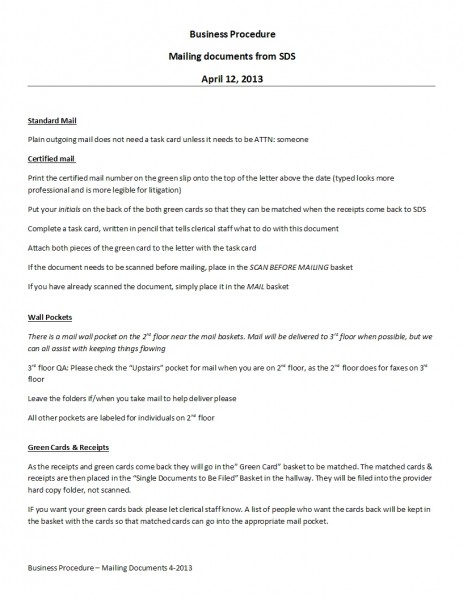 Business Procedure
Mailing documents from SDS
April 12, 2013
Standard Mail
Plain outgoing mail does not need a task card unless it needs to be ATTN: someone
Certified mail
Print the certified mail number on the green slip onto the top of the letter above the date (typed looks more
professional and is more legible for litigation)
Put your initials on the back of the both green cards so that they can be matched when the receipts come back to SDS
Complete a task card, written in pencil that tells clerical staff what to do with this document
Attach both pieces of the green card to the letter with the task card
If the document needs to be scanned before mailing, place in the SCAN BEFORE MAILING basket
If you have already scanned the document, simply place it in the MAIL basket
Wall Pockets
There is a mail wall pocket on the 2nd floor near the mail baskets. Mail will be delivered to 3rd floor when possible, but we
can all assist with keeping things flowing
3rd floor QA: Please check the "Upstairs" pocket for mail when you are on 2nd floor, as the 2nd floor does for faxes on 3rd
floor
Leave the folders if/when you take mail to help deliver please
All other pockets are labeled for individuals on 2nd floor
Green Cards & Receipts
As the receipts and green cards come back they will go in the" Green Card" basket to be matched. The matched cards &
receipts are then placed in the "Single Documents to Be Filed" Basket in the hallway. They will be filed into the provider
hard copy folder, not scanned.
IF you want your green cards back please let clerical staff know. A list of people who want the cards back will be kept in
the basket with the cards so that matched cards can go into the appropriate mail pocket.
Business Procedure – Mailing Documents 4-2013